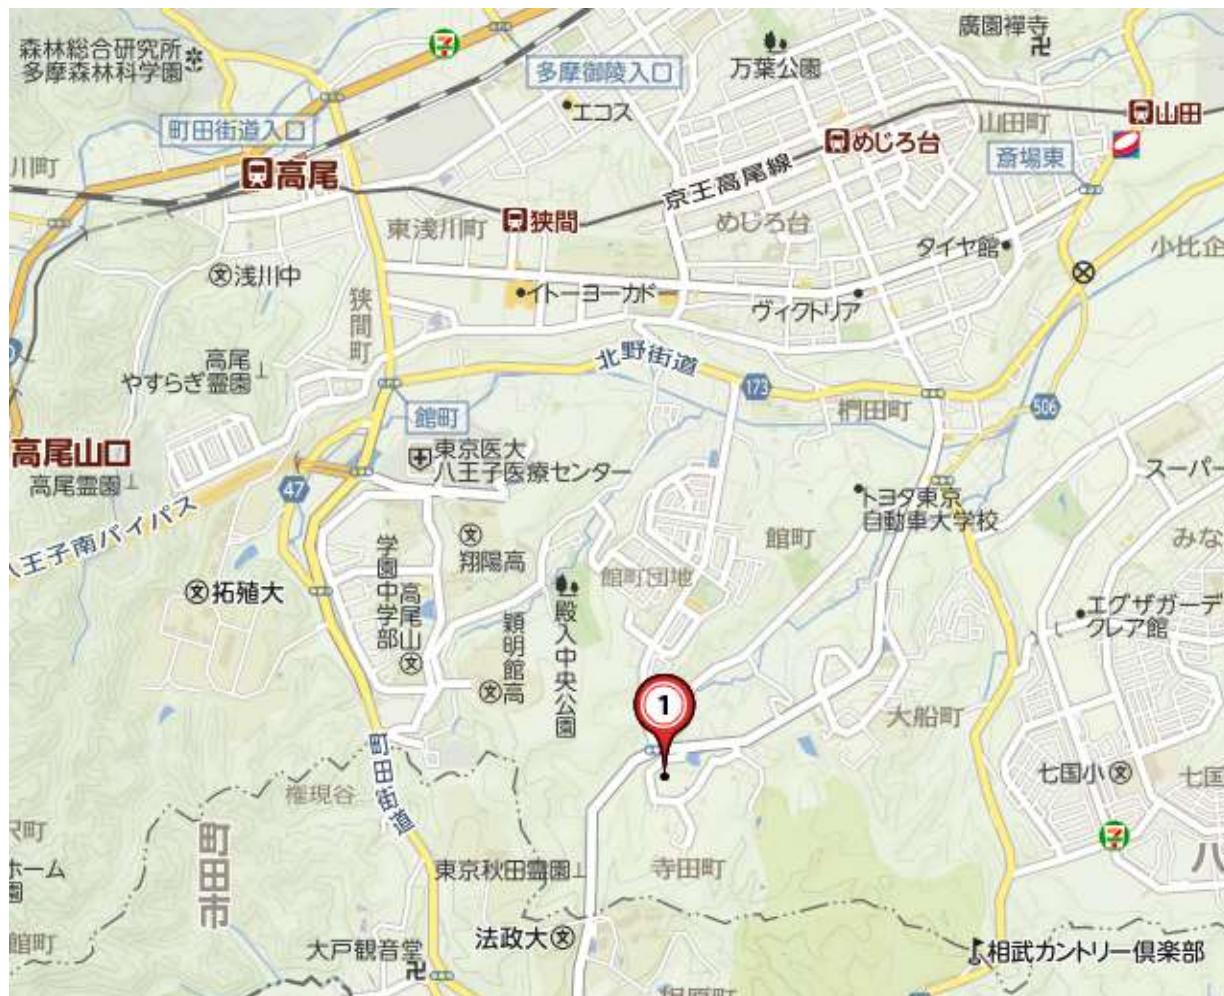 森林総合研究所
多摩森林科学園
多摩御陵入口
万葉公園
廣園禅寺
エコス
町田街道入口
山田町
山田
川町
高尾
めじろ台
斎場東
京王高尾線
狭間
東浅川町
めじろ台
ダイヤ館
小比企
浅川中
文
イトーヨーカドー
ヴィクトリア
狭間町
高尾
やすらぎ霊園
北野街道
173
椚田町
506
館町
高尾山口
高尾霊園
東京医大
八王子医療センター
スーパー
47
トヨタ東京
自動車大学校
八王子南バイパス
館町
みな
翔陽高
文
学園中学部
高尾山
文
館町団地
拓殖大
文
殿入中央公園
穎明館高
文
エグザガーデ
クレア館
1
大船町
町田街道
七国小
文
七国
権現谷
7
町田市
沢町
ホーム
園
東京秋田霊園
寺田町
八
館町
法政大
文
大戸観音堂
相武カントリー倶楽部